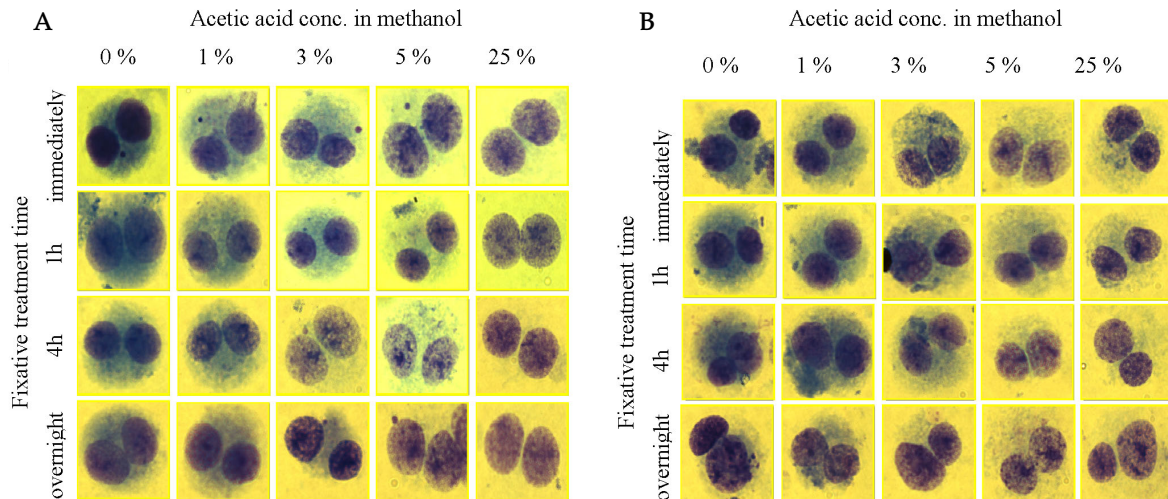 A
Acetic acid conc. in methanol
0 % 1 % 3 % 5 % 25 %
Fixative treatment time
immediately
1h
4h
overnight
B
Acetic acid conc. in methanol
0 % 1 % 3 % 5 % 25 %
Fixative treatment time
immediately
1h
4h
overnight